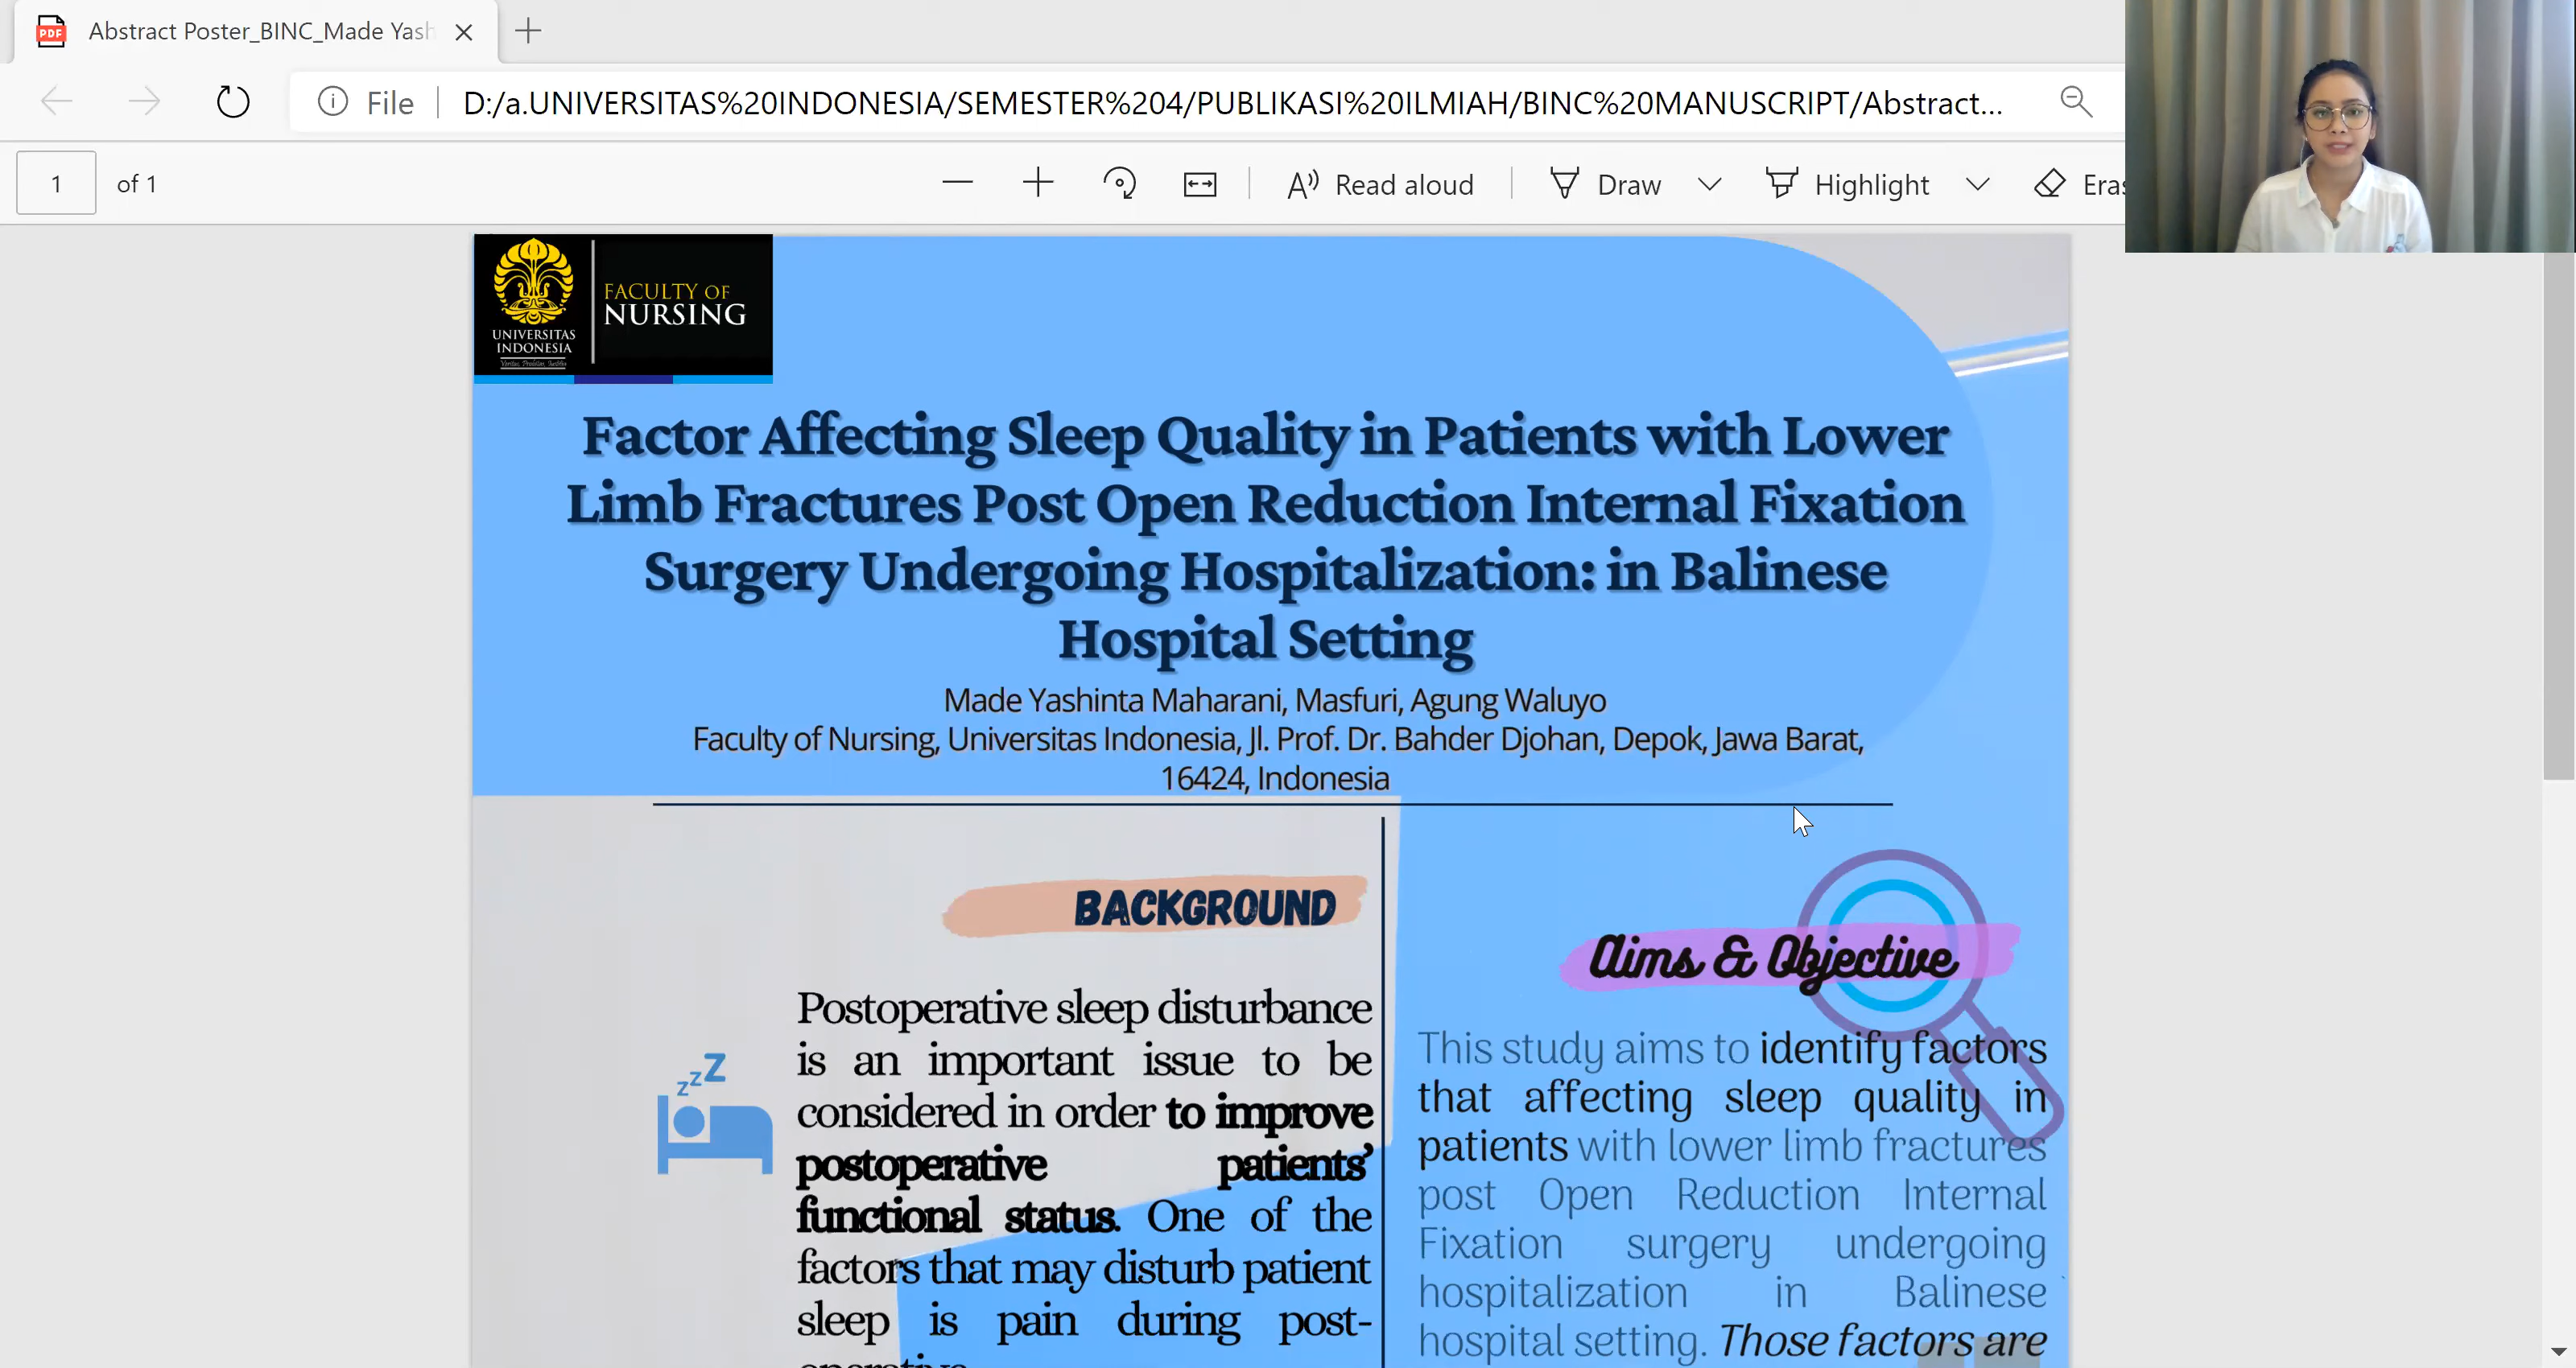 Abstract Poster_BINC_Made Yash
File
D:/a.UNIVERSITAS%20INDONESIA/SEMESTER%204/PUBLIKASI%20ILMIAH/BINC%20MANUSCRIPT/Abstract...
1 of 1
Read aloud
Draw
Highlight
Eras
PDF
UNIVERSITAS
INDONESIA
FACULTY OF
NURSING
Factor Affecting Sleep Quality in Patients with Lower
Limb Fractures Post Open Reduction Internal Fixation
Surgery Undergoing Hospitalization: in Balinese
Hospital Setting
Made Yashinta Maharani, Masfuri, Agung Waluyo
Faculty of Nursing, Universitas Indonesia, Jl. Prof. Dr. Bahder Djohan, Depok, Jawa Barat,
16424, Indonesia
BACKGROUND
zzZ
Postoperative sleep disturbance
is an important issue to be
considered in order to improve
postoperative patients'
functional status. One of the
factors that may disturb patient
sleep is pain during post-
Aims & Objective
This study aims to identify factors
that affecting sleep quality in
patients with lower limb fractures
post Open Reduction Internal
Fixation surgery undergoing
hospitalization in Balinese
hospital setting. Those factors are